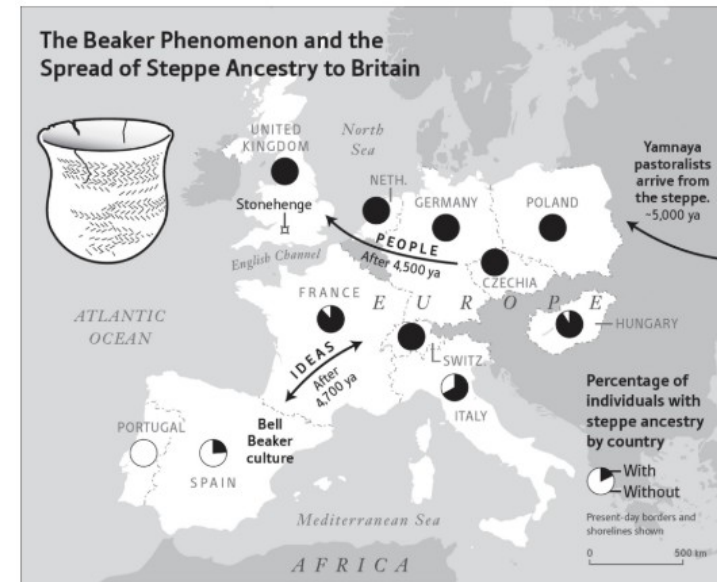 The Beaker Phenomenon and the
Spread of Steppe Ancestry to Britain
UNITED
KINGDOM
North
Sea
Yamnaya
pastoralists
arrive from
the steppe.
~5,000 ya
NETH.
GERMANY
POLAND
Stonehenge
PEOPLE
After 4,500 ya
English Channel
CZECHIA
FRANCE
EUROPE
ATLANTIC
OCEAN
HUNGARY
IDEAS
After
4,700 ya
SWITZ.
ITALY
Percentage of
individuals with
steppe ancestry
by country
With
Without
PORTUGAL
Bell
Beaker
culture
SPAIN
Present-day borders and
shorelines shown
Mediterranean Sea
0 500 km
AFRICA